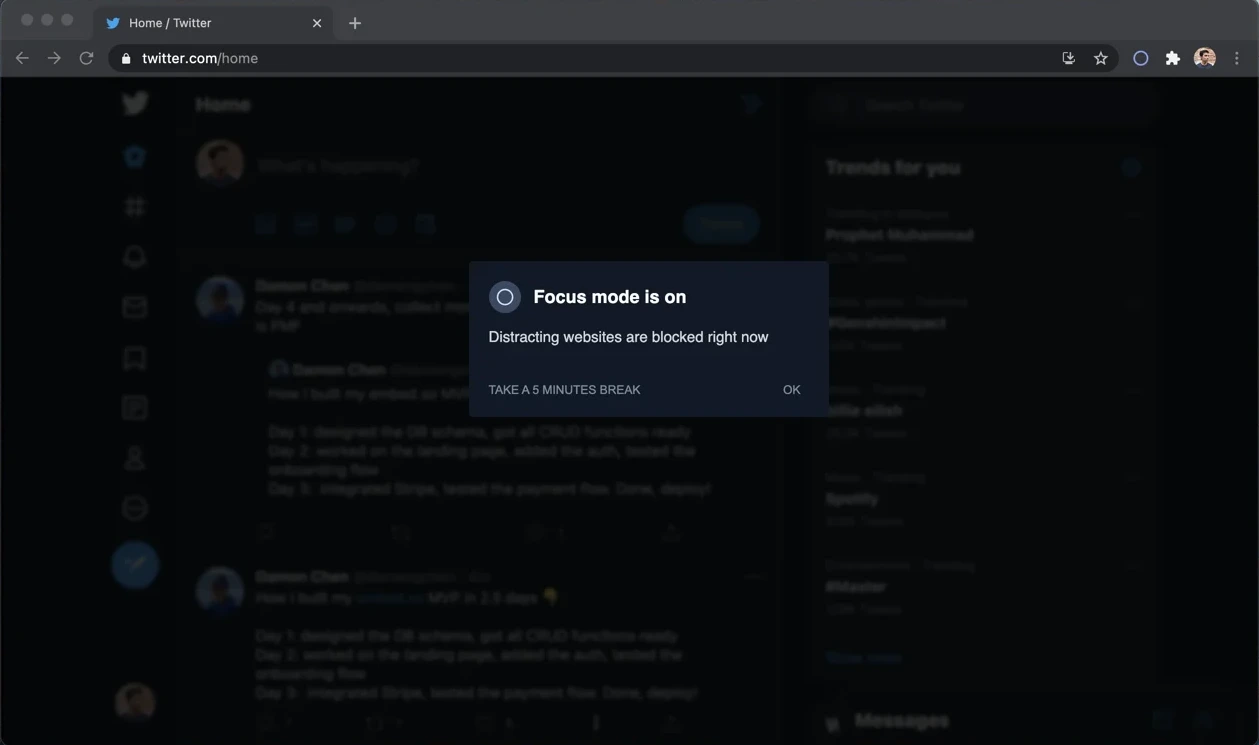 Home / Twitter
twitter.com/home
Home
Search Twitter
What's happening?
Trends for you
Prophet Muhammad
#GenshinImpact
billie eilish
Spotify
#Master
Show more
Messages
Focus mode is on
Distracting websites are blocked right now
TAKE A 5 MINUTES BREAK
OK
Damon Chen
Day 4 and onwards, collect
is PMF
Damon Chen
How I built my embed.so MVP
Day 1: designed the DB schema, got all CRUD functions ready
Day 2: worked on the landing page, added the auth, tested the
onboarding flow
Day 3: integrated Stripe, tested the payment flow. Done, deploy!
Damon Chen
How I built my embed.so MVP in 2.5 days 👇
Day 1: designed the DB schema, got all CRUD functions ready
Day 2: worked on the landing page, added the auth, tested the
onboarding flow
Day 3: integrated Stripe, tested the payment flow. Done, deploy!